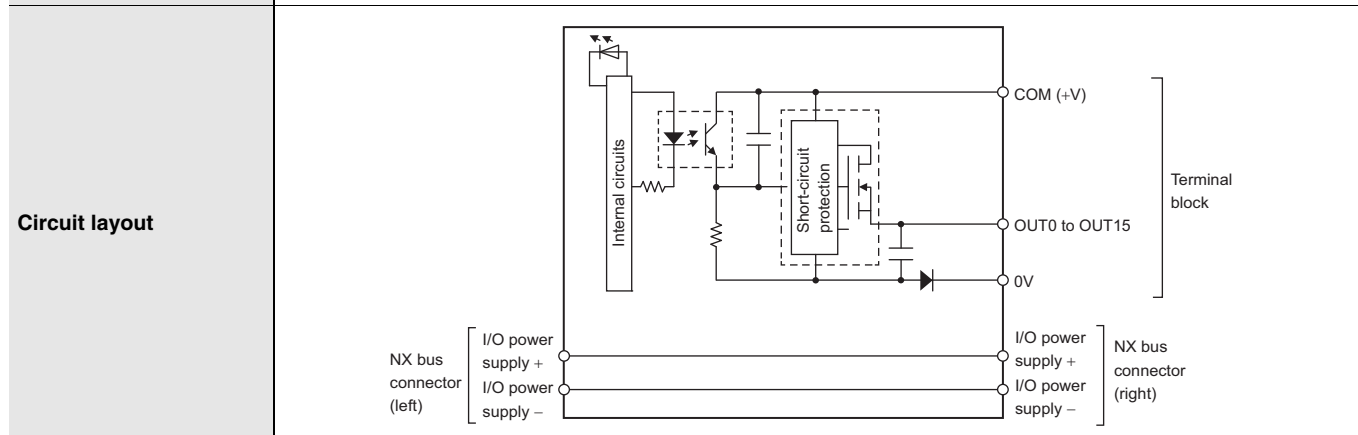 Circuit layout
Internal circuits
Short-circuit
protection
COM (+V)
OUT0 to OUT15
0V
Terminal
block
NX bus
connector
(left)
I/O power
supply +
I/O power
supply −
I/O power
supply +
I/O power
supply −
NX bus
connector
(right)